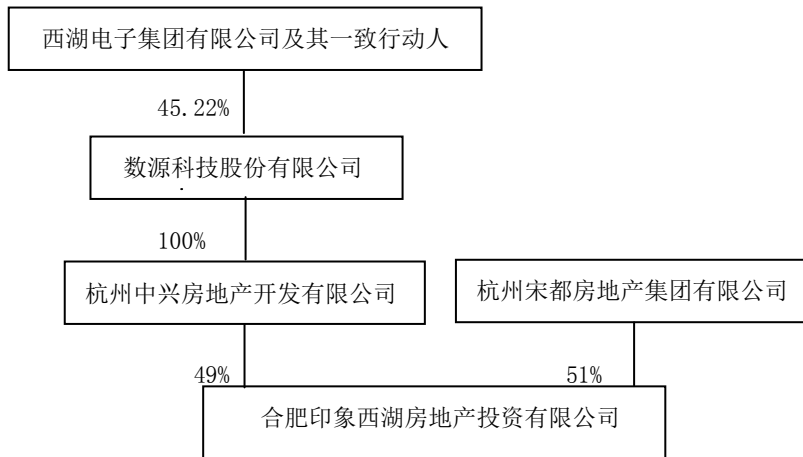 西湖电子集团有限公司及其一致行动人
45.22%
数源科技股份有限公司
100%
杭州中兴房地产开发有限公司
杭州宋都房地产集团有限公司
49%
51%
合肥印象西湖房地产投资有限公司